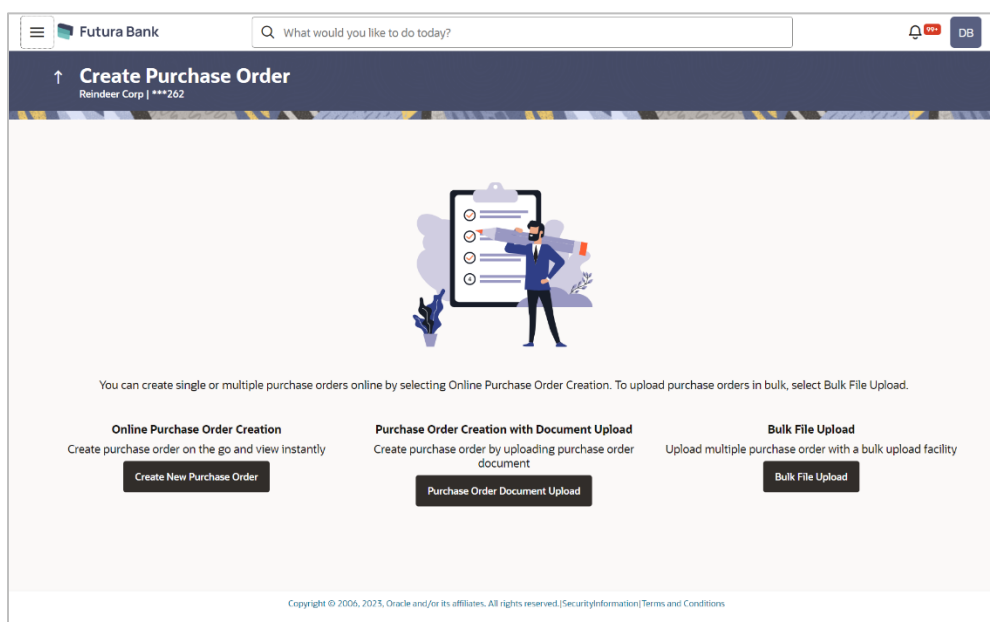 Futura Bank
What would you like to do today?
99+
DB
Create Purchase Order
Reindeer Corp | ***262
4
You can create single or multiple purchase orders online by selecting Online Purchase Order Creation. To upload purchase orders in bulk, select Bulk File Upload.
Online Purchase Order Creation
Create purchase order on the go and view instantly
Create New Purchase Order
Purchase Order Creation with Document Upload
Create purchase order by uploading purchase order
document
Purchase Order Document Upload
Bulk File Upload
Upload multiple purchase order with a bulk upload facility
Bulk File Upload
Copyright © 2006, 2023, Oracle and/or its affiliates. All rights reserved.|SecurityInformation|Terms and Conditions